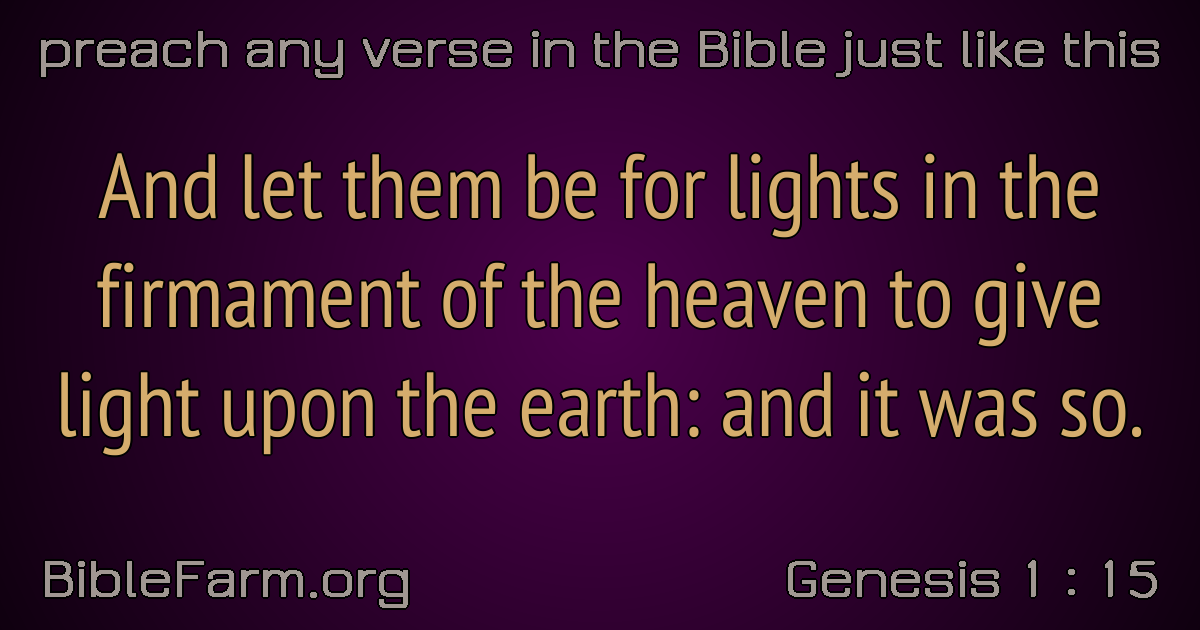 preach any verse in the Bible just like this
And let them be for lights in the
firmament of the heaven to give
light upon the earth: and it was so.
BibleFarm.org
Genesis 1 : 15